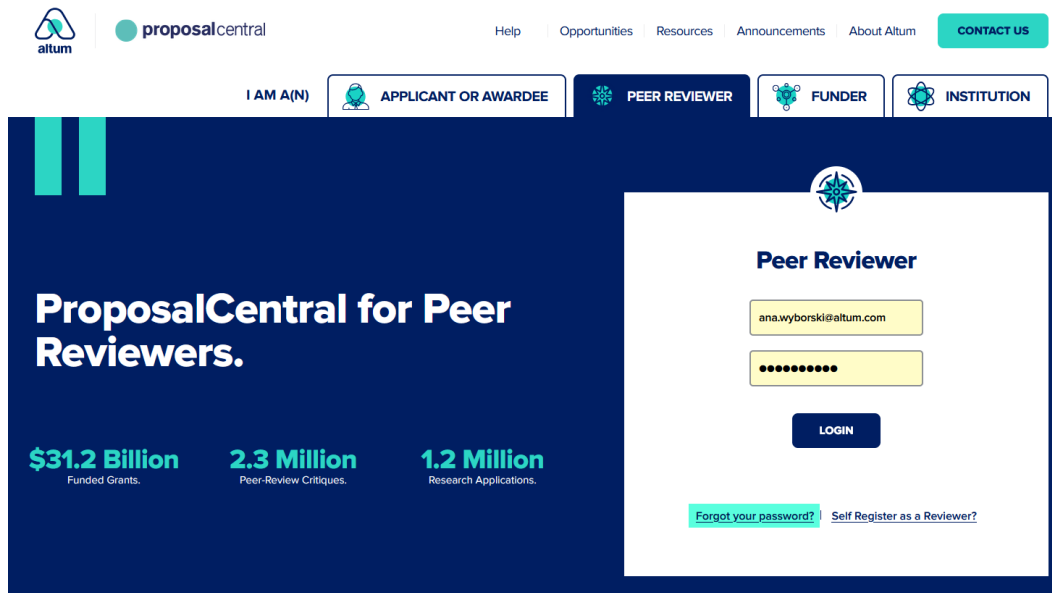 altum
proposalcentral
Help
Opportunities
Resources
Announcements
About Altum
CONTACT US
I AM A(N)
APPLICANT OR AWARDEE
PEER REVIEWER
FUNDER
INSTITUTION
ProposalCentral for Peer
Reviewers.
$31.2 Billion
Funded Grants.
2.3 Million
Peer-Review Critiques.
1.2 Million
Research Applications.
Peer Reviewer
ana.wyborski@altum.com
●●●●●●●●●●
LOGIN
Forgot your password? | Self Register as a Reviewer?